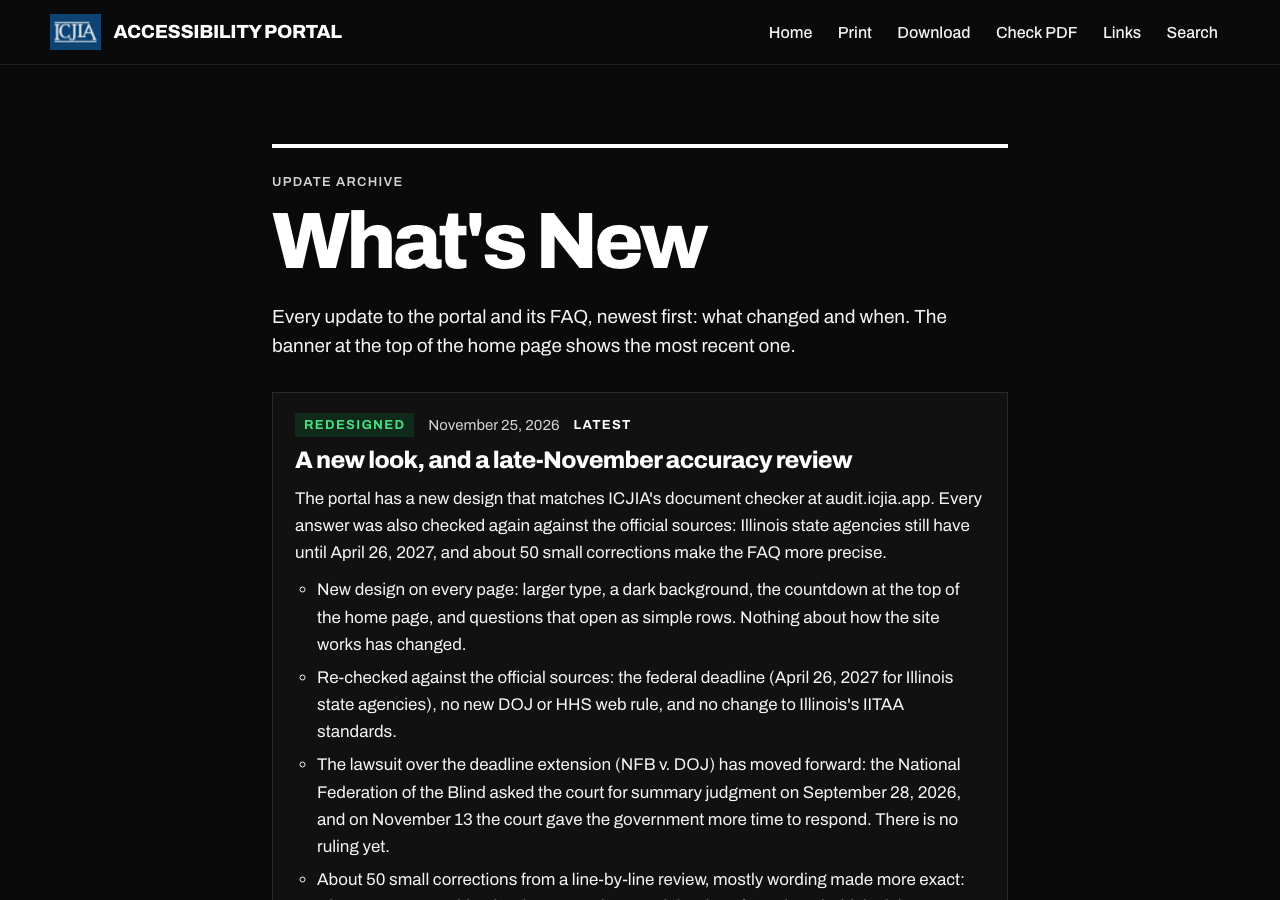 ICJIA ACCESSIBILITY PORTAL Home Print Download Check PDF Links Search
UPDATE ARCHIVE
What's New
Every update to the portal and its FAQ, newest first: what changed and when. The
banner at the top of the home page shows the most recent one.
REDESIGNED November 25, 2026 LATEST
A new look, and a late-November accuracy review
The portal has a new design that matches ICJIA's document checker at audit.icjia.app. Every
answer was also checked again against the official sources: Illinois state agencies still have
until April 26, 2027, and about 50 small corrections make the FAQ more precise.
New design on every page: larger type, a dark background, the countdown at the top of
the home page, and questions that open as simple rows. Nothing about how the site
works has changed.
Re-checked against the official sources: the federal deadline (April 26, 2027 for Illinois
state agencies), no new DOJ or HHS web rule, and no change to Illinois's IITAA
standards.
The lawsuit over the deadline extension (NFB v. DOJ) has moved forward: the National
Federation of the Blind asked the court for summary judgment on September 28, 2026,
and on November 13 the court gave the government more time to respond. There is no
ruling yet.
About 50 small corrections from a line-by-line review, mostly wording made more exact: